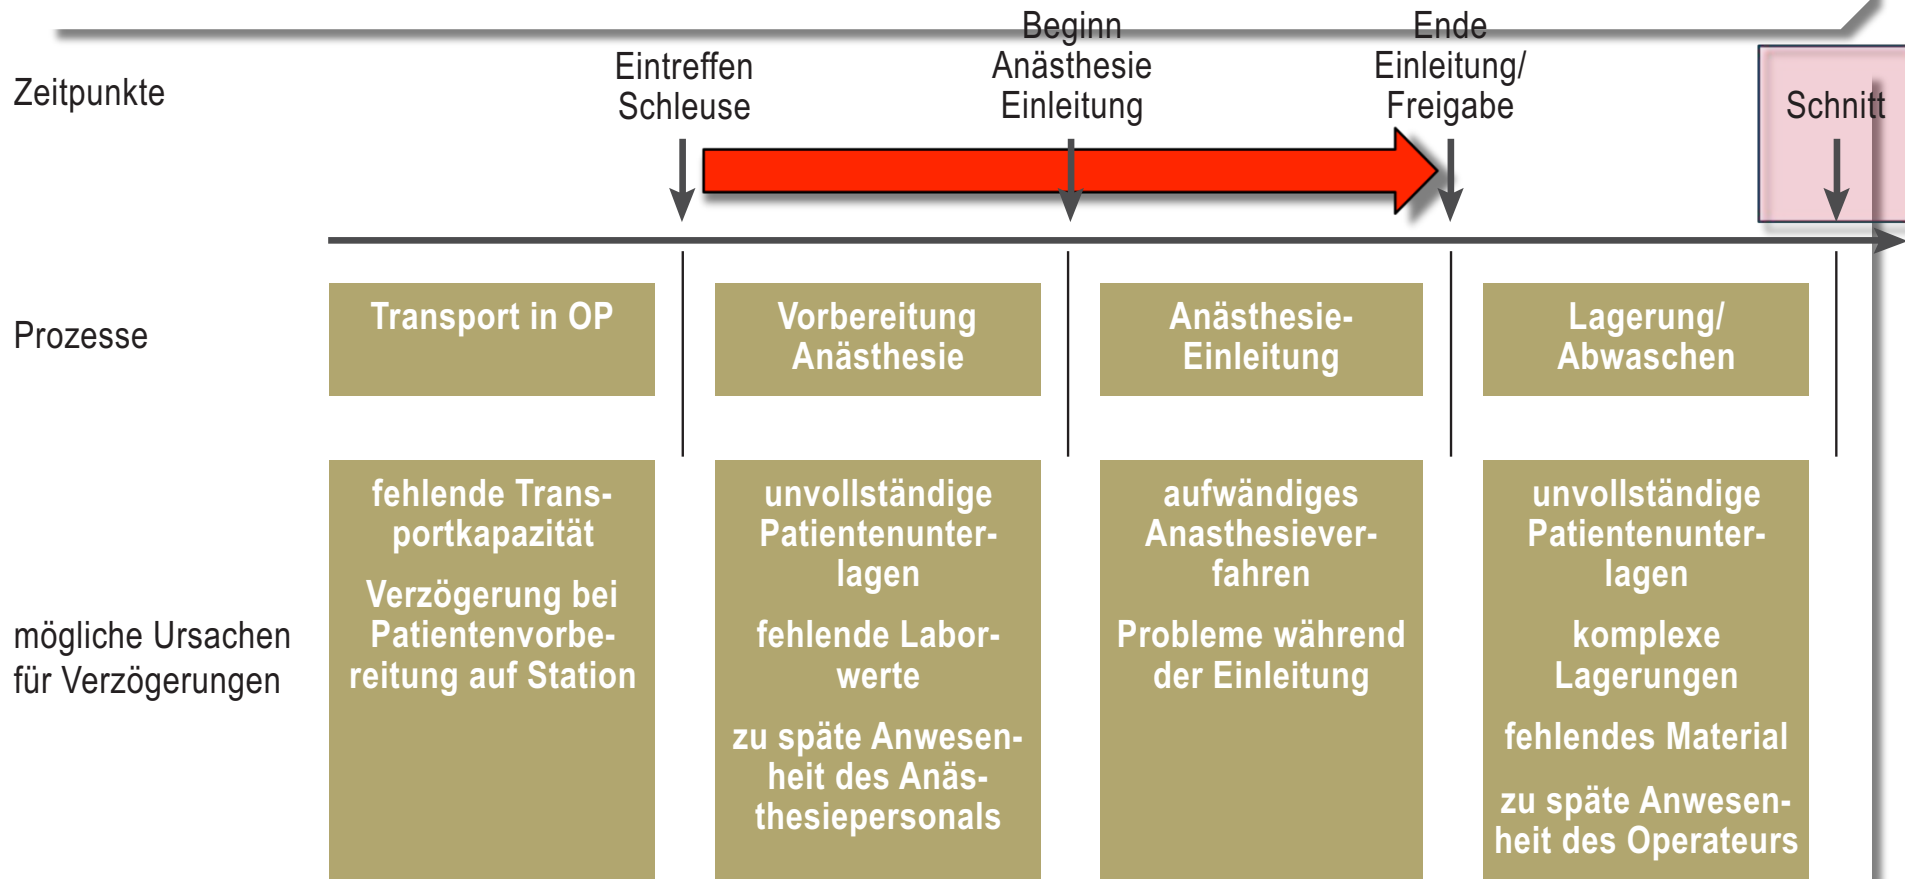 Zeitpunkte
Eintreffen
Schleuse
Beginn
Anästhesie
Einleitung
Ende
Einleitung/
Freigabe
Schnitt
Prozesse
Transport in OP
Vorbereitung
Anästhesie
Anästhesie-
Einleitung
Lagerung/
Abwaschen
mögliche Ursachen
für Verzögerungen
fehlende Trans-
portkapazität
Verzögerung bei
Patientenvorbe-
reitung auf Station
unvollständige
Patientenunter-
lagen
fehlende Labor-
werte
zu späte Anwesen-
heit des Anäs-
thesiepersonals
aufwändiges
Anasthesiever-
fahren
Probleme während
der Einleitung
unvollständige
Patientenunter-
lagen
komplexe
Lagerungen
fehlendes Material
zu späte Anwesen-
heit des Operateurs